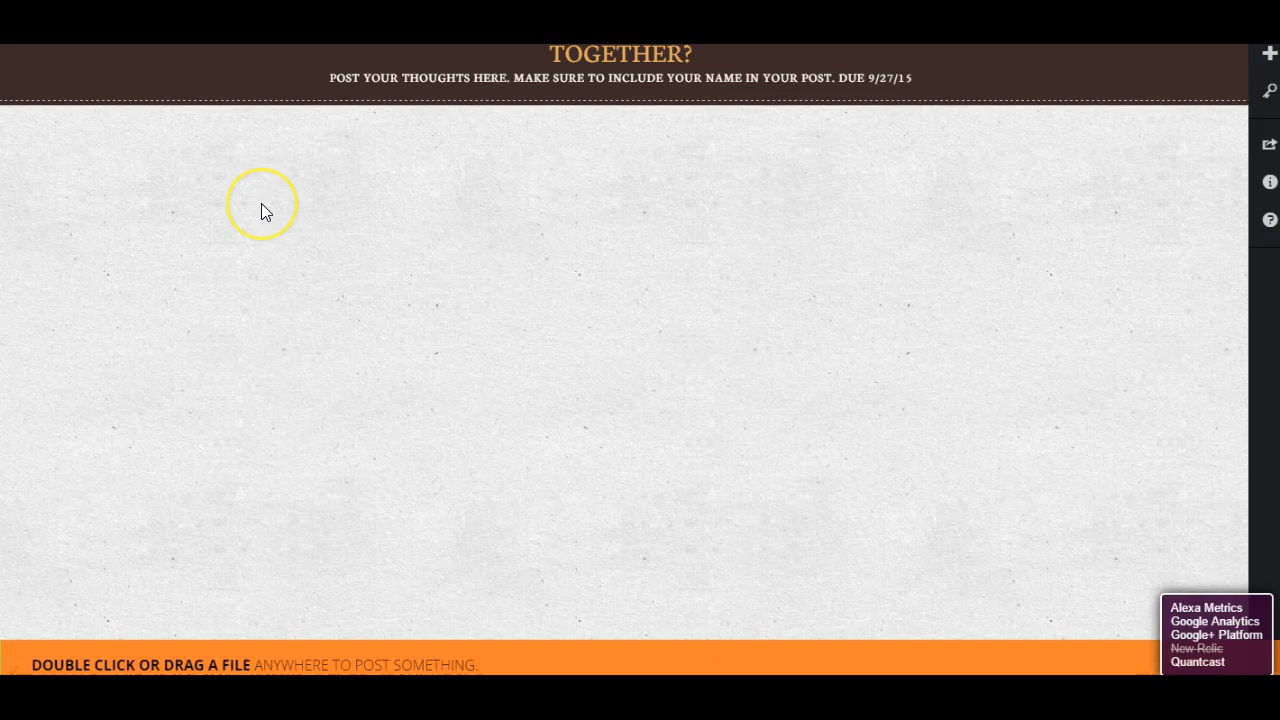 TOGETHER?
POST YOUR THOUGHTS HERE. MAKE SURE TO INCLUDE YOUR NAME IN YOUR POST. DUE 9/27/15
DOUBLE CLICK OR DRAG A FILE ANYWHERE TO POST SOMETHING.
Alexa Metrics
Google Analytics
Google+ Platform
New Relic
Quantcast